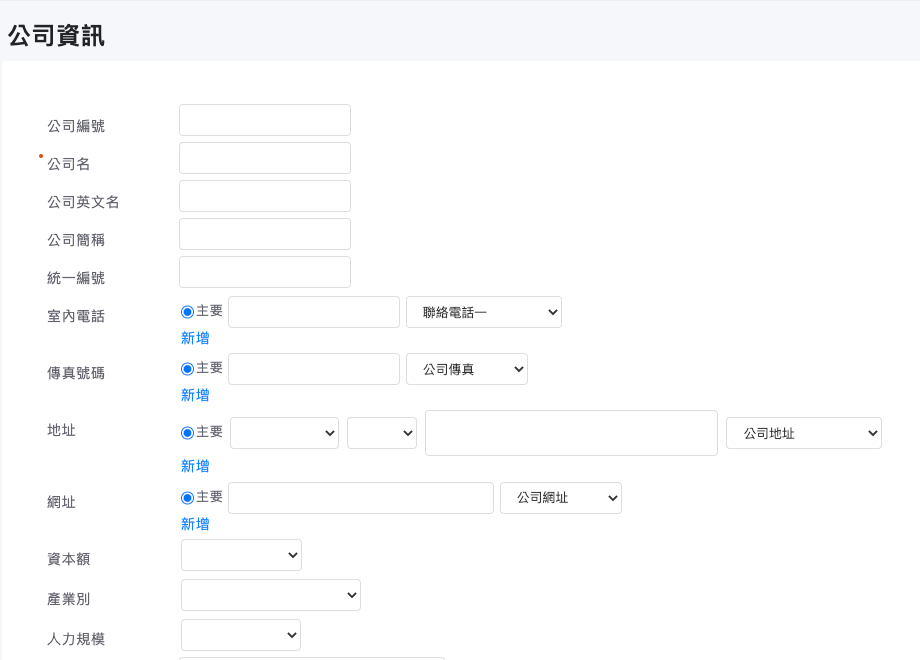 公司資訊
公司編號
公司名
公司英文名
公司簡稱
統一編號
室內電話 主要 聯絡電話一
新增
傳真號碼 主要 公司傳真
新增
地址 主要 公司地址
新增
網址 主要 公司網址
新增
資本額
產業別
人力規模